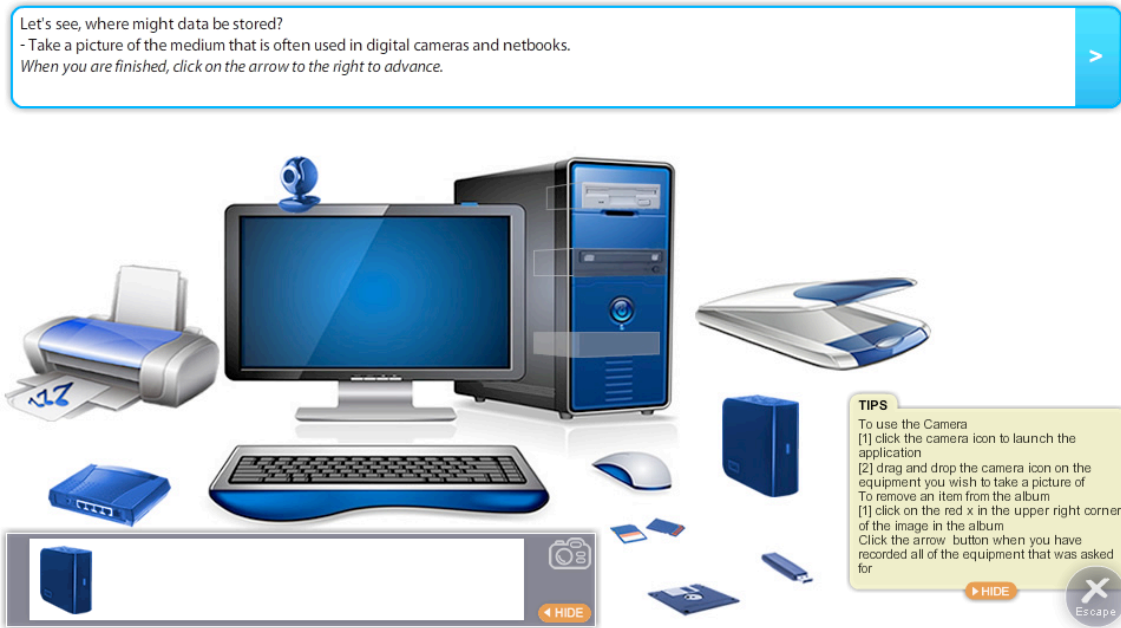 Let's see, where might data be stored?
- Take a picture of the medium that is often used in digital cameras and netbooks.
When you are finished, click on the arrow to the right to advance.
>
TIPS
To use the Camera
[1] click the camera icon to launch the
application
[2] drag and drop the camera icon on the
equipment you wish to take a picture of
To remove an item from the album
[1] click on the red x in the upper right corner
of the image in the album
Click the arrow button when you have
recorded all of the equipment that was asked
for
HIDE
Escape
HIDE